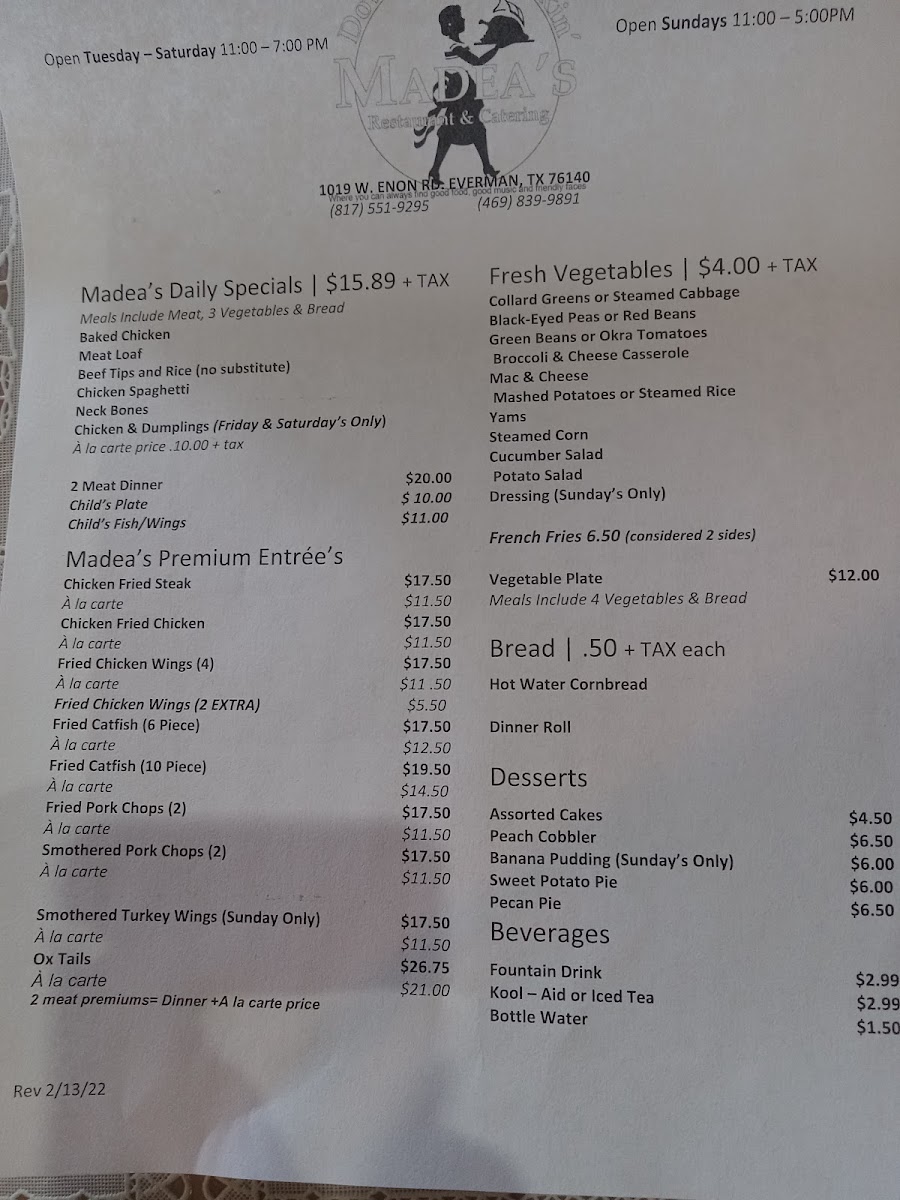 Open Tuesday – Saturday 11:00 – 7:00 PM
Open Sundays 11:00 – 5:00PM
MADEA'S
Restaurant & Catering
1019 W. ENON RD. EVERMAN, TX 76140
Where you can always find good food, good music and friendly faces
(817) 551-9295 (469) 839-9891
Madea's Daily Specials | $15.89 + TAX
Meals Include Meat, 3 Vegetables & Bread
Baked Chicken
Meat Loaf
Beef Tips and Rice (no substitute)
Chicken Spaghetti
Neck Bones
Chicken & Dumplings (Friday & Saturday's Only)
À la carte price .10.00 + tax
2 Meat Dinner $20.00
Child's Plate $ 10.00
Child's Fish/Wings $11.00
Madea's Premium Entrée's
Chicken Fried Steak $17.50
À la carte $11.50
Chicken Fried Chicken $17.50
À la carte $11.50
Fried Chicken Wings (4) $17.50
À la carte $11 .50
Fried Chicken Wings (2 EXTRA) $5.50
Fried Catfish (6 Piece) $17.50
À la carte $12.50
Fried Catfish (10 Piece) $19.50
À la carte $14.50
Fried Pork Chops (2) $17.50
À la carte $11.50
Smothered Pork Chops (2) $17.50
À la carte $11.50
Smothered Turkey Wings (Sunday Only) $17.50
À la carte $11.50
Ox Tails $26.75
À la carte $21.00
2 meat premiums= Dinner +A la carte price
Fresh Vegetables | $4.00 + TAX
Collard Greens or Steamed Cabbage
Black-Eyed Peas or Red Beans
Green Beans or Okra Tomatoes
Broccoli & Cheese Casserole
Mac & Cheese
Mashed Potatoes or Steamed Rice
Yams
Steamed Corn
Cucumber Salad
Potato Salad
Dressing (Sunday's Only)
French Fries 6.50 (considered 2 sides)
Vegetable Plate $12.00
Meals Include 4 Vegetables & Bread
Bread | .50 + TAX each
Hot Water Cornbread
Dinner Roll
Desserts
Assorted Cakes $4.50
Peach Cobbler $6.50
Banana Pudding (Sunday's Only) $6.00
Sweet Potato Pie $6.00
Pecan Pie $6.50
Beverages
Fountain Drink $2.99
Kool – Aid or Iced Tea $2.99
Bottle Water $1.50
Rev 2/13/22